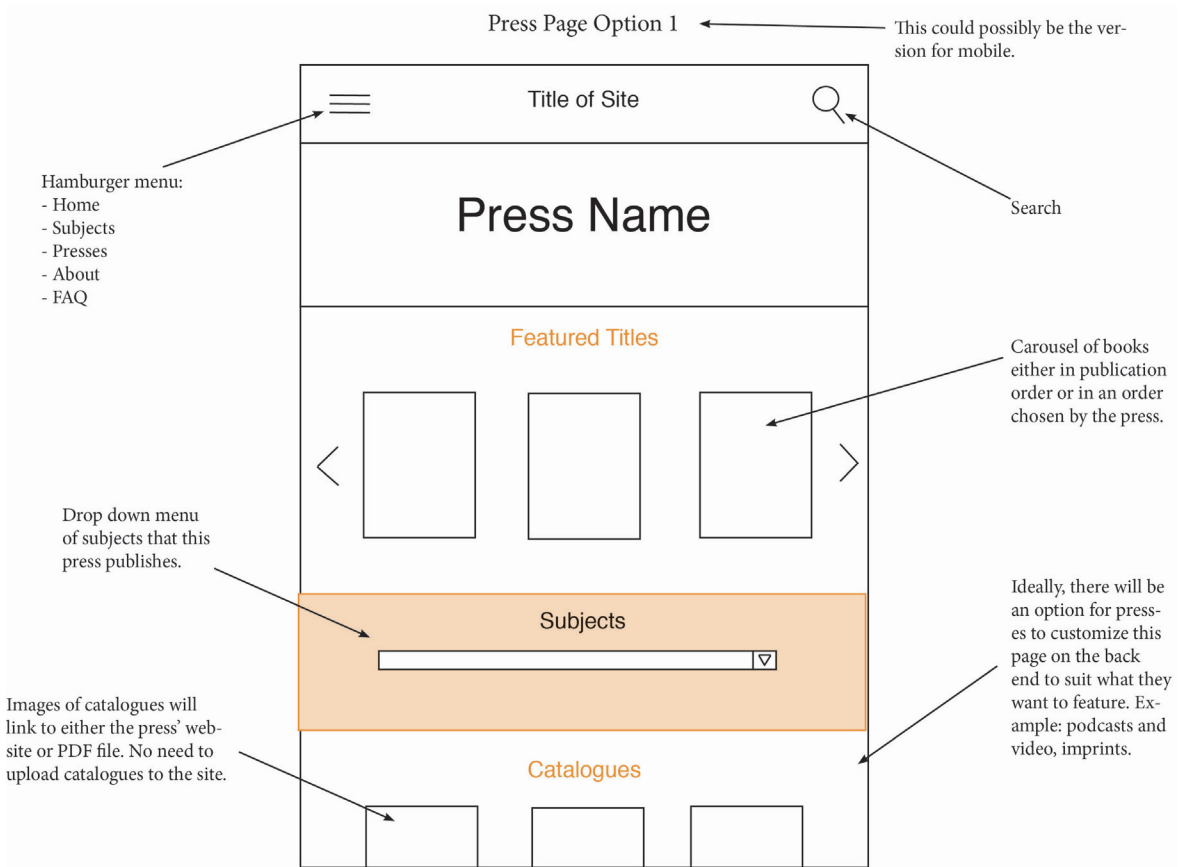 Press Page Option 1
This could possibly be the ver-
sion for mobile.
Title of Site
Hamburger menu:
- Home
- Subjects
- Presses
- About
- FAQ
Search
Press Name
Featured Titles
Carousel of books
either in publication
order or in an order
chosen by the press.
Drop down menu
of subjects that this
press publishes.
Subjects
Ideally, there will be
an option for press-
es to customize this
page on the back
end to suit what they
want to feature. Ex-
ample: podcasts and
video, imprints.
Images of catalogues will
link to either the press’ web-
site or PDF file. No need to
upload catalogues to the site.
Catalogues